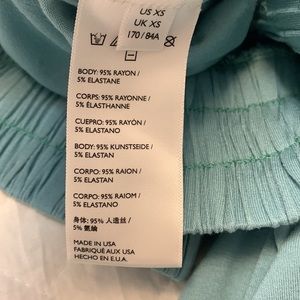 US XS
UK XS
170 / 84A
BODY: 95% RAYON /
5% ELASTANE
CORPS: 95% RAYONNE /
5% ÉLASTHANNE
CUERPO: 95% RAYÓN /
5% ELASTANO
BODY: 95% KUNSTSEIDE /
5% ELASTAN
CORPO: 95% RAION /
5% ELASTAN
CORPO: 95% RAIOM /
5% ELASTANO
身体: 95% 人造丝 /
5% 氨纶
MADE IN USA
FABRIQUÉ AUX USA
HECHO EN E.U.A.